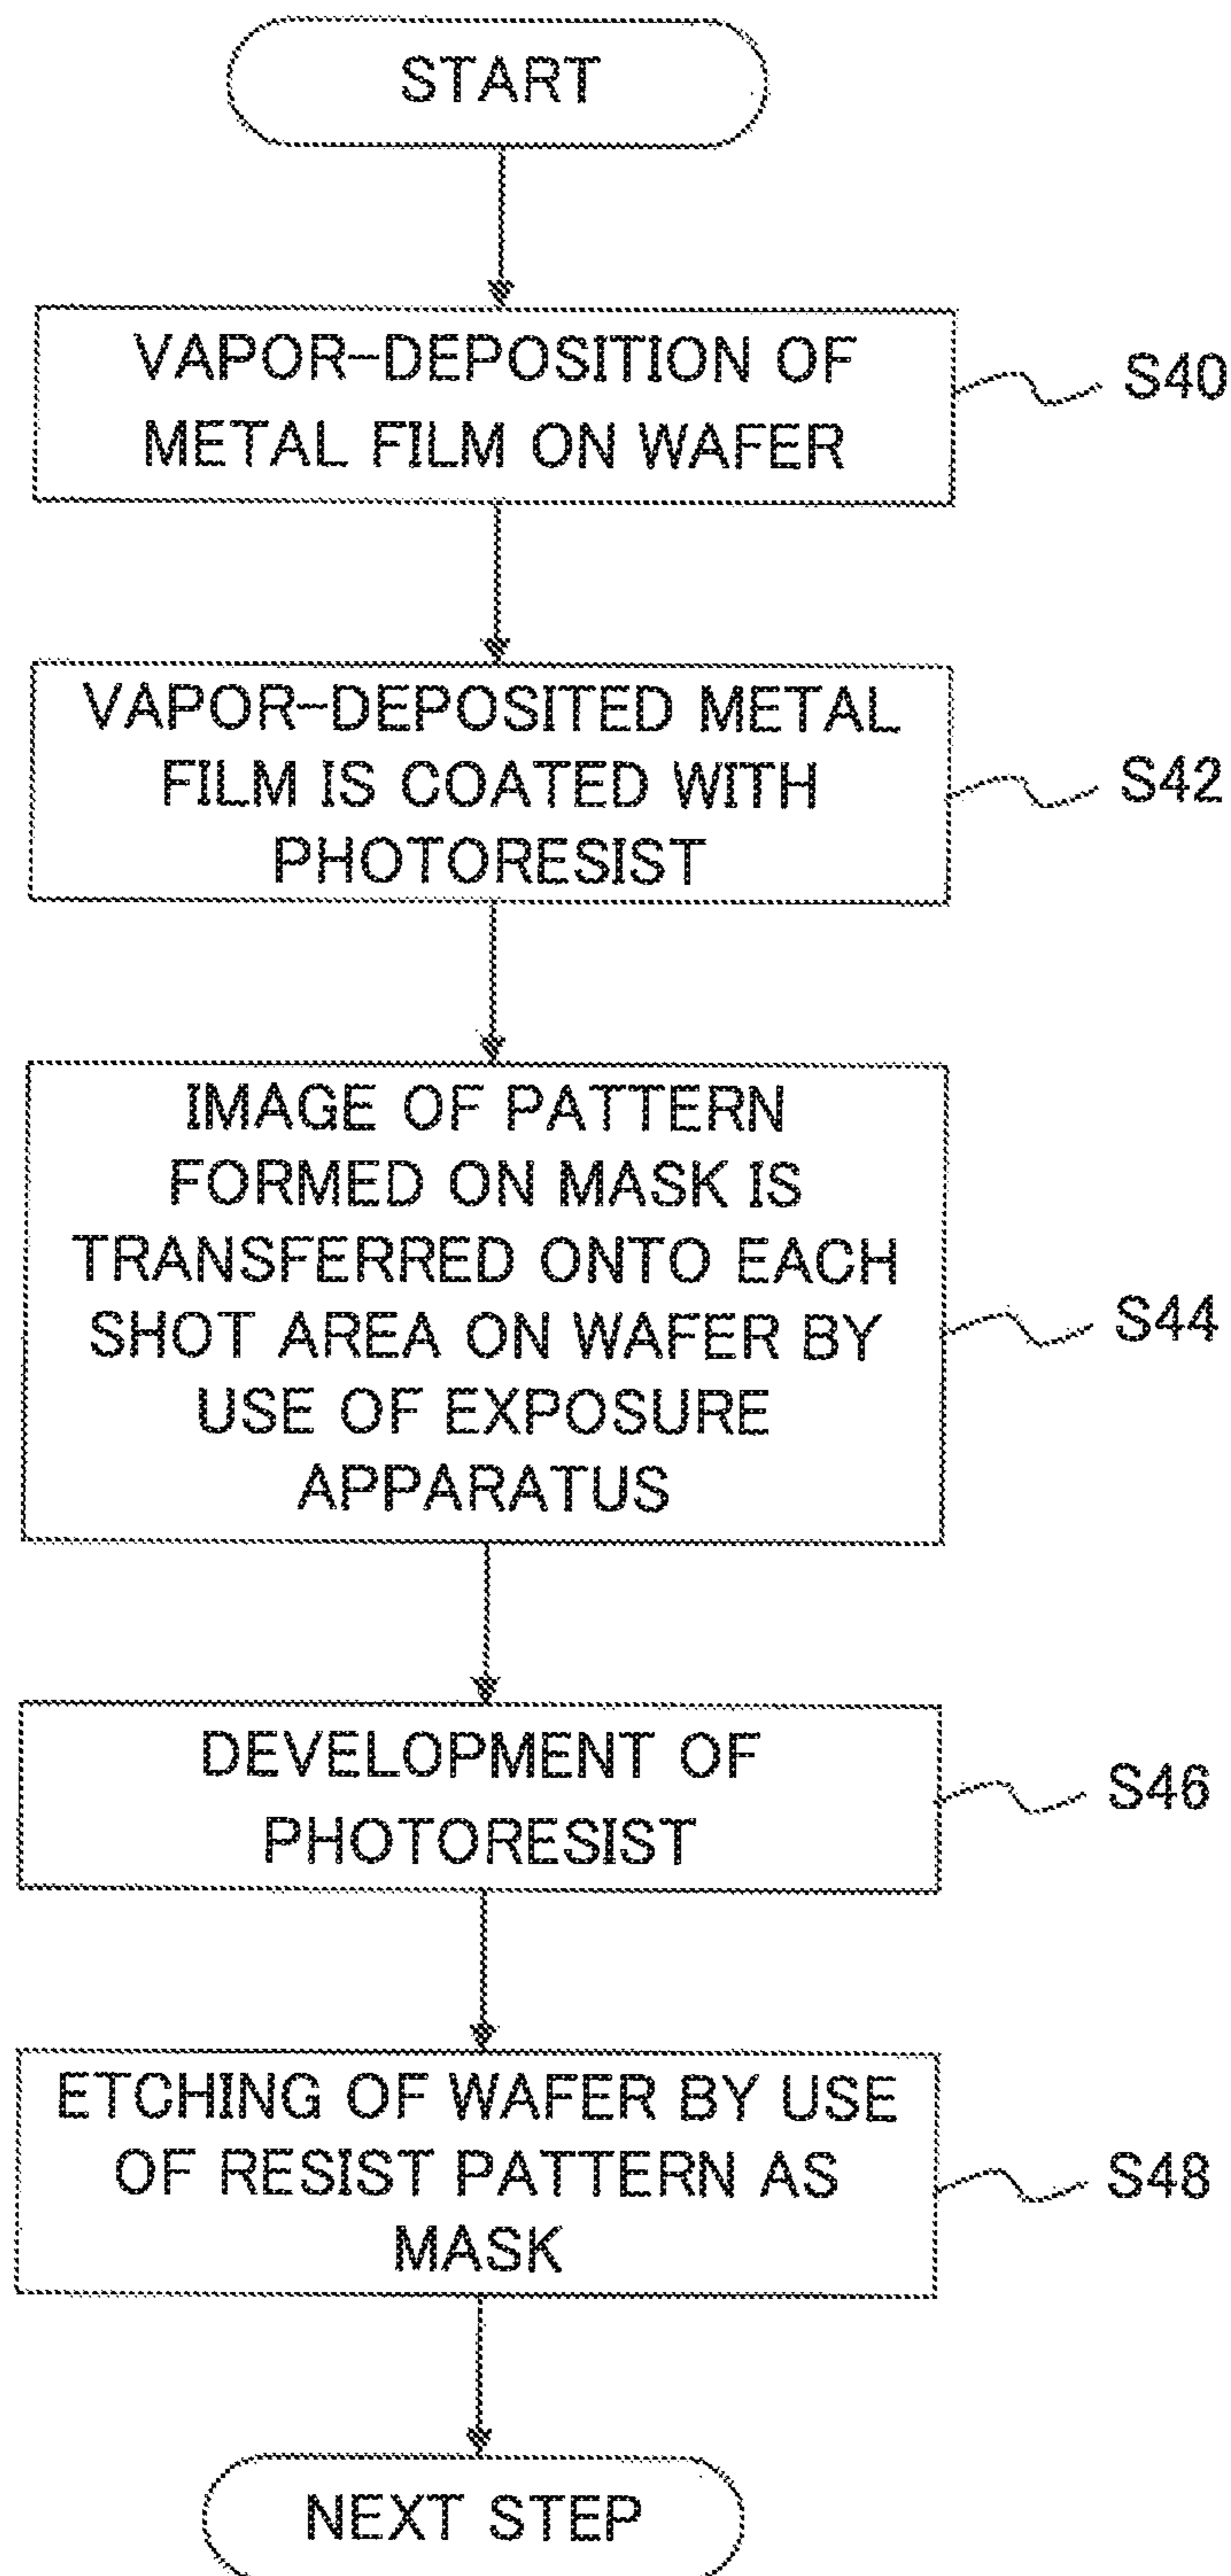 START
VAPOR-DEPOSITION OF
METAL FILM ON WAFER
S40
VAPOR-DEPOSITED METAL
FILM IS COATED WITH
PHOTORESIST
S42
IMAGE OF PATTERN
FORMED ON MASK IS
TRANSFERRED ONTO EACH
SHOT AREA ON WAFER BY
USE OF EXPOSURE
APPARATUS
S44
DEVELOPMENT OF
PHOTORESIST
S46
ETCHING OF WAFER BY USE
OF RESIST PATTERN AS
MASK
S48
NEXT STEP